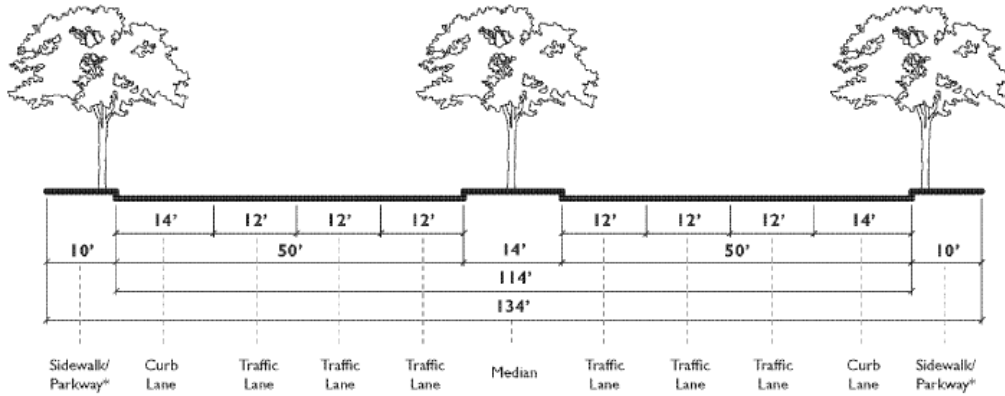 14’ 12’ 12’ 12’ 12’ 12’ 12’ 14’
10’ 50’ 14’ 50’ 10’
114’
134’
Sidewalk/ Curb Traffic Traffic Traffic Median Traffic Traffic Traffic Curb Sidewalk/
Parkway* Lane Lane Lane Lane Lane Lane Lane Lane Parkway*